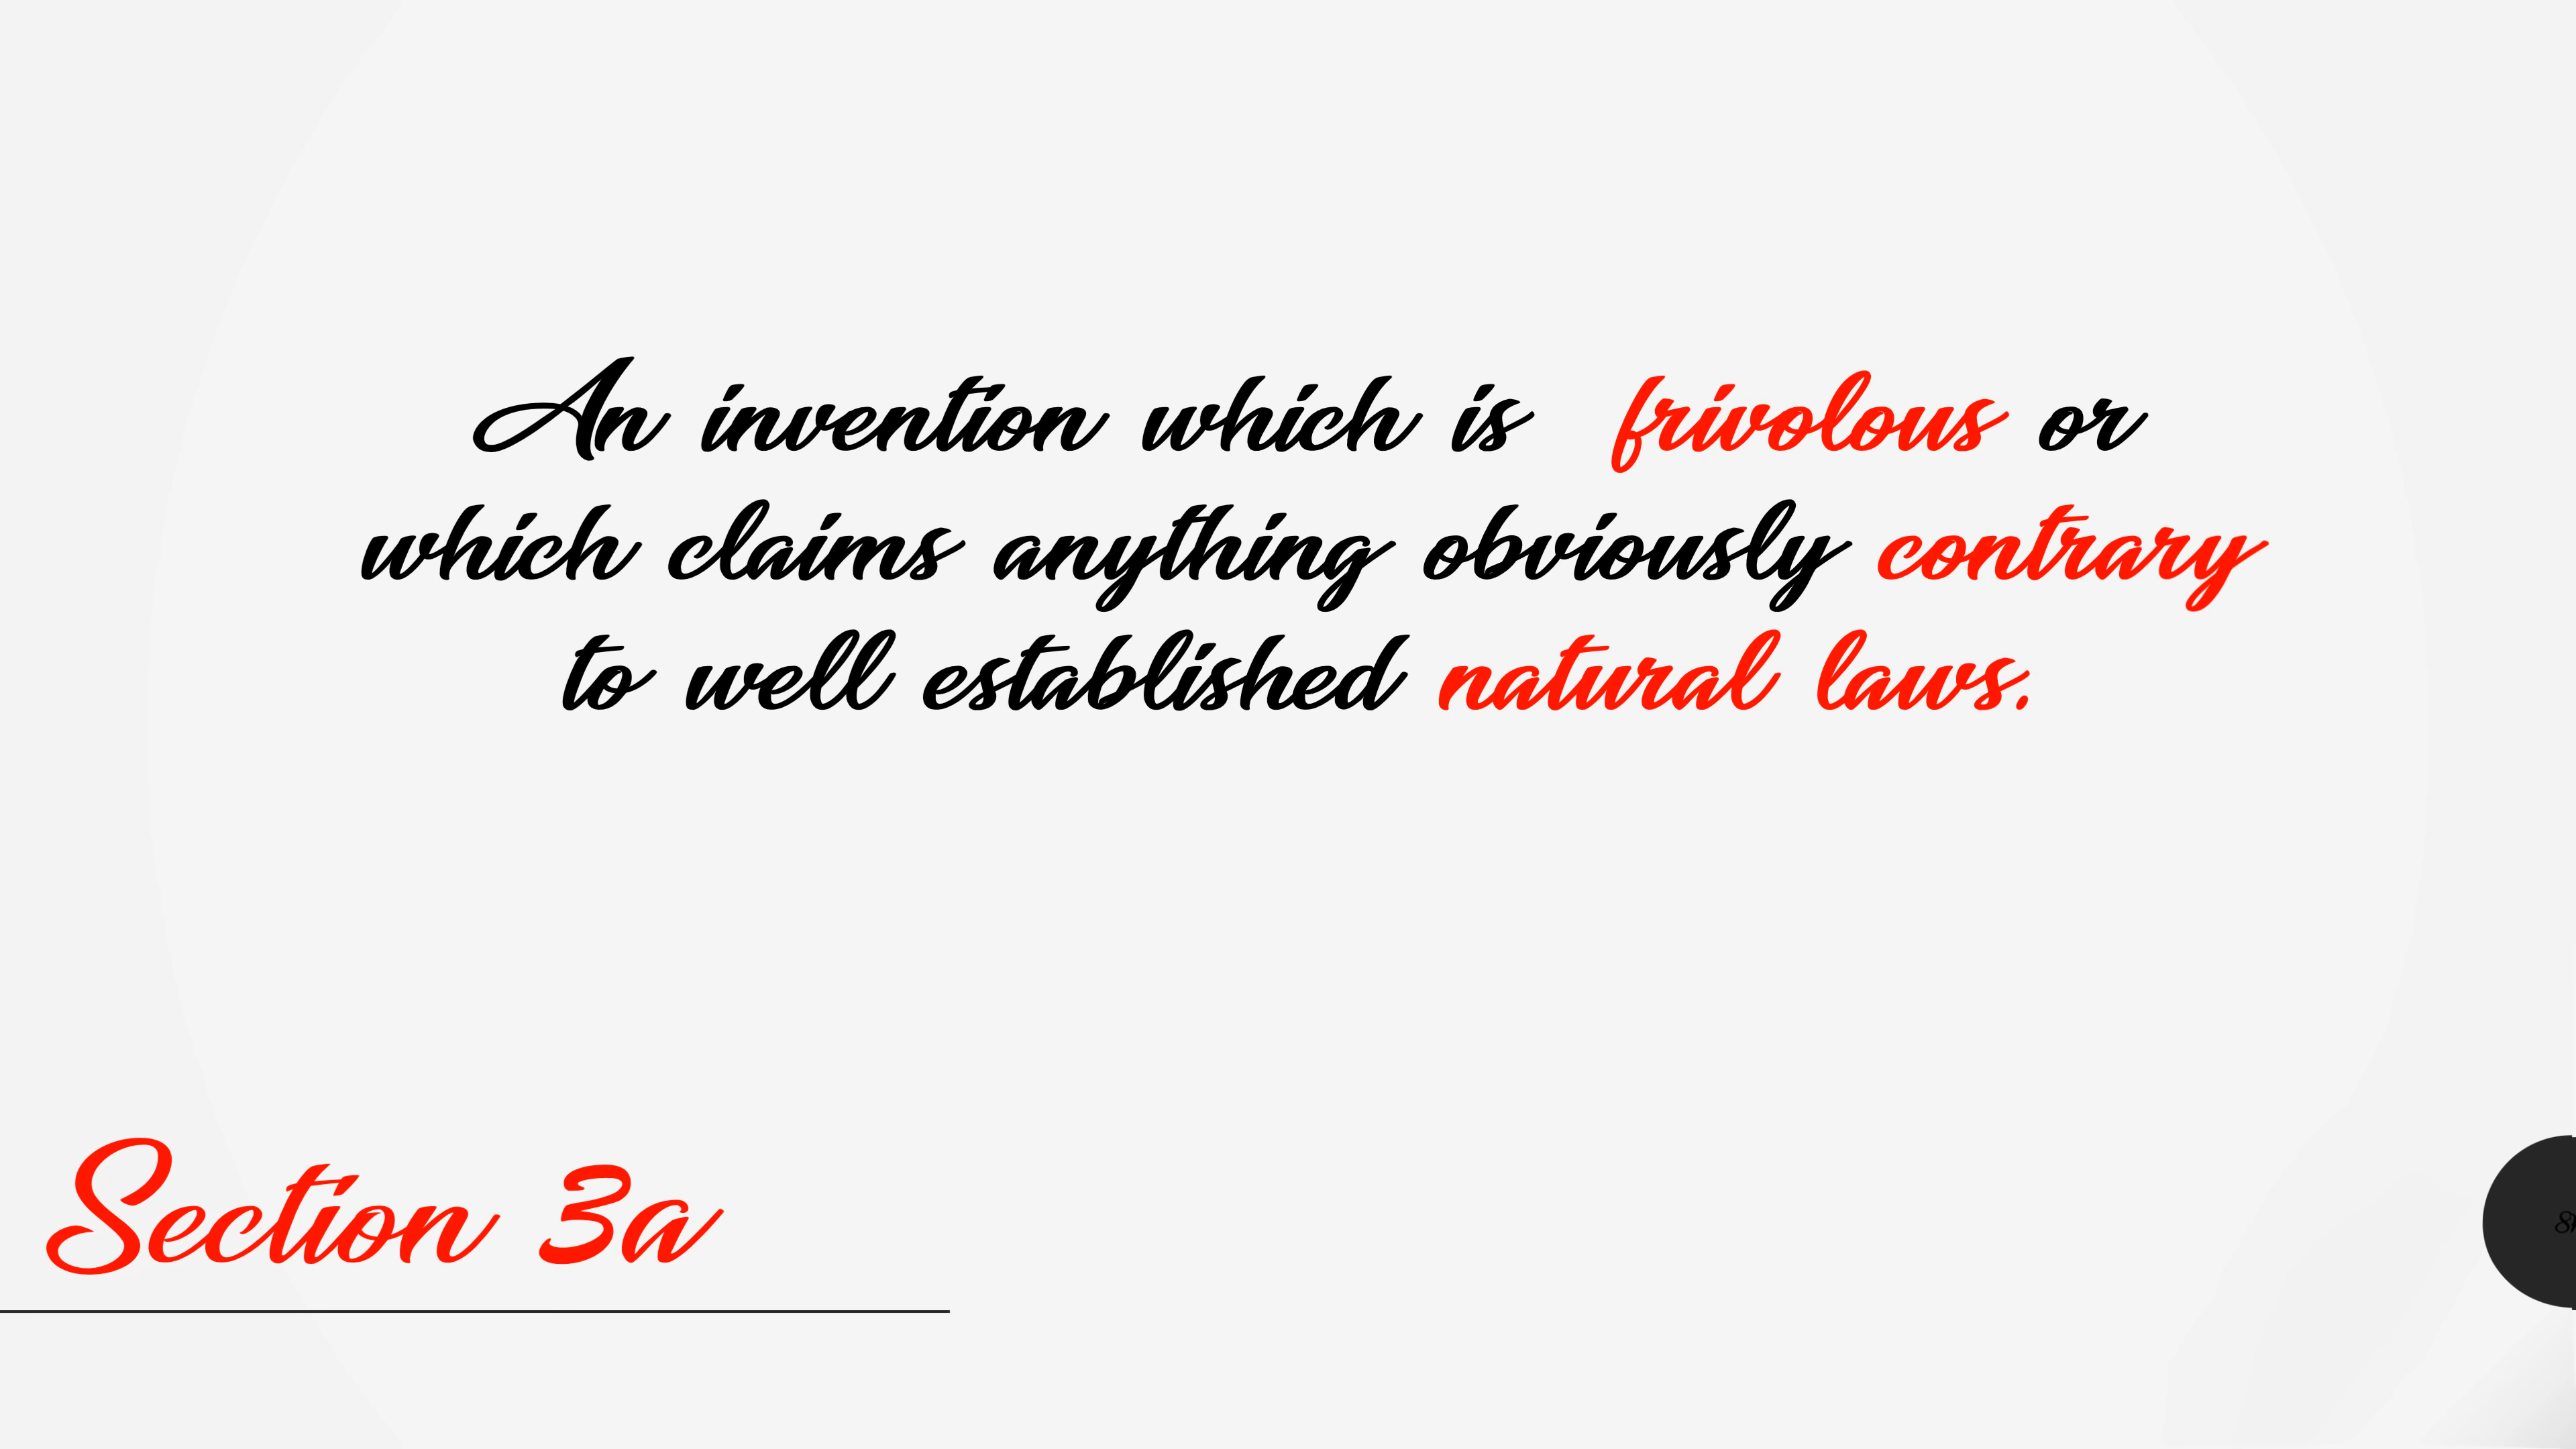 An invention which is frivolous or
which claims anything obviously contrary
to well established natural laws.
Section 3a